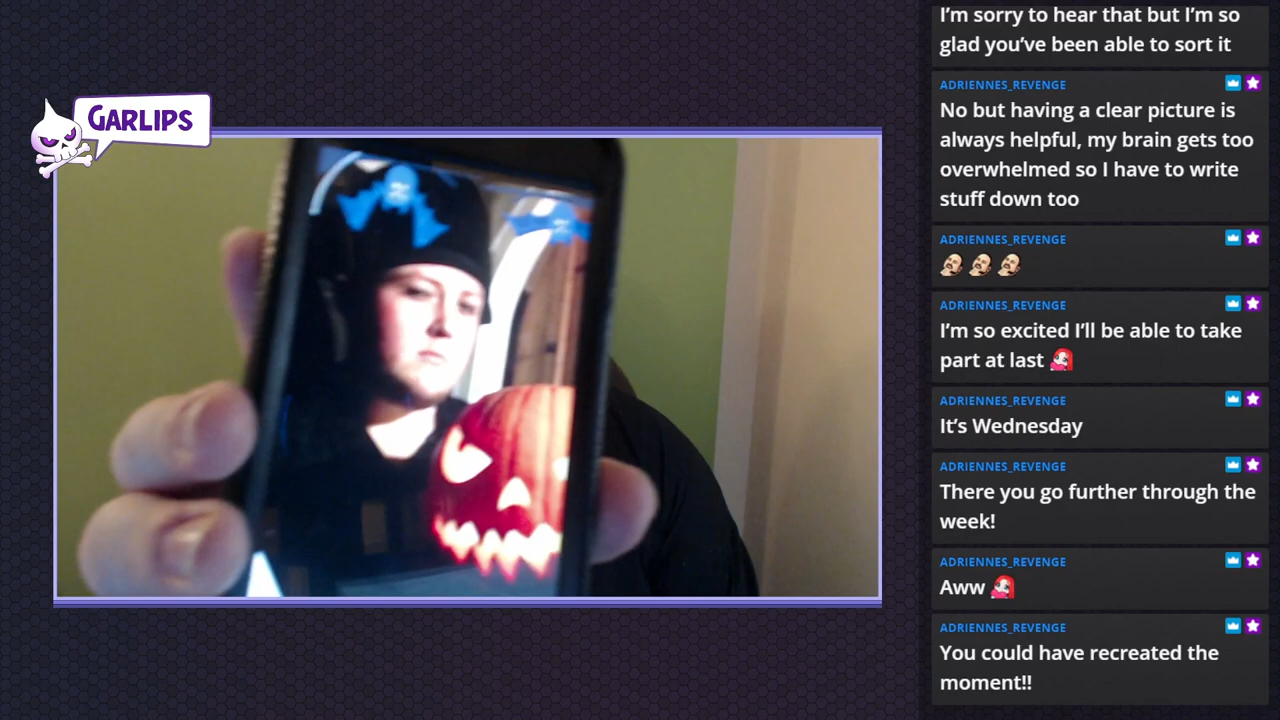 GARLIPS
I'm sorry to hear that but I'm so
glad you've been able to sort it
ADRIENNES_REVENGE
No but having a clear picture is
always helpful, my brain gets too
overwhelmed so I have to write
stuff down too
ADRIENNES_REVENGE
ADRIENNES_REVENGE
I'm so excited I'll be able to take
part at last
ADRIENNES_REVENGE
It's Wednesday
ADRIENNES_REVENGE
There you go further through the
week!
ADRIENNES_REVENGE
Aww
ADRIENNES_REVENGE
You could have recreated the
moment!!